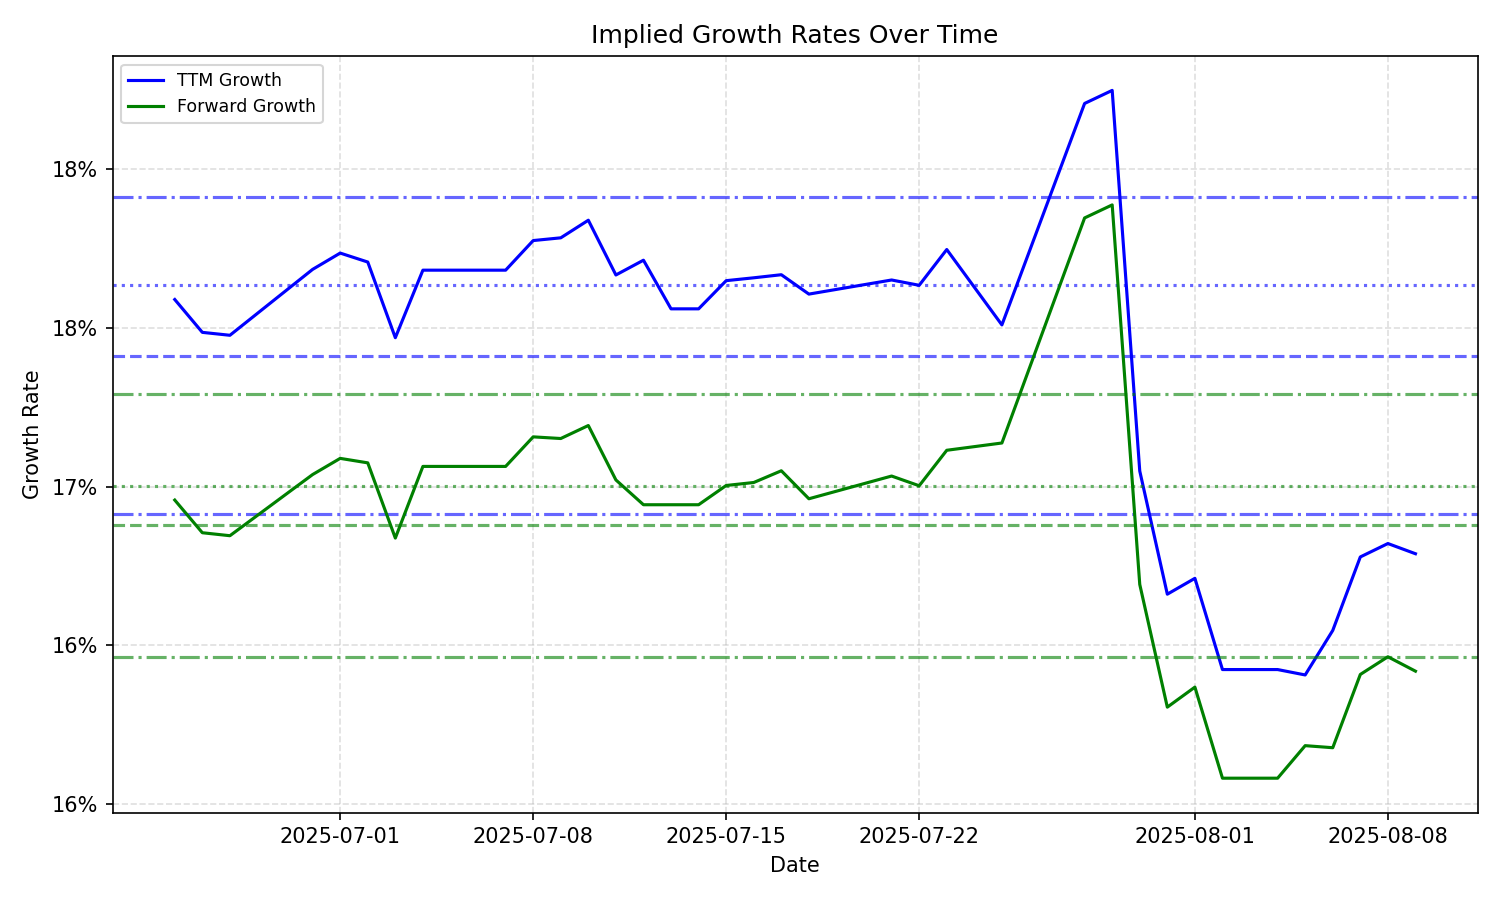 Implied Growth Rates Over Time
TTM Growth
Forward Growth
18%
18%
17%
16%
16%
Growth Rate
2025-07-01
2025-07-08
2025-07-15
2025-07-22
2025-08-01
2025-08-08
Date